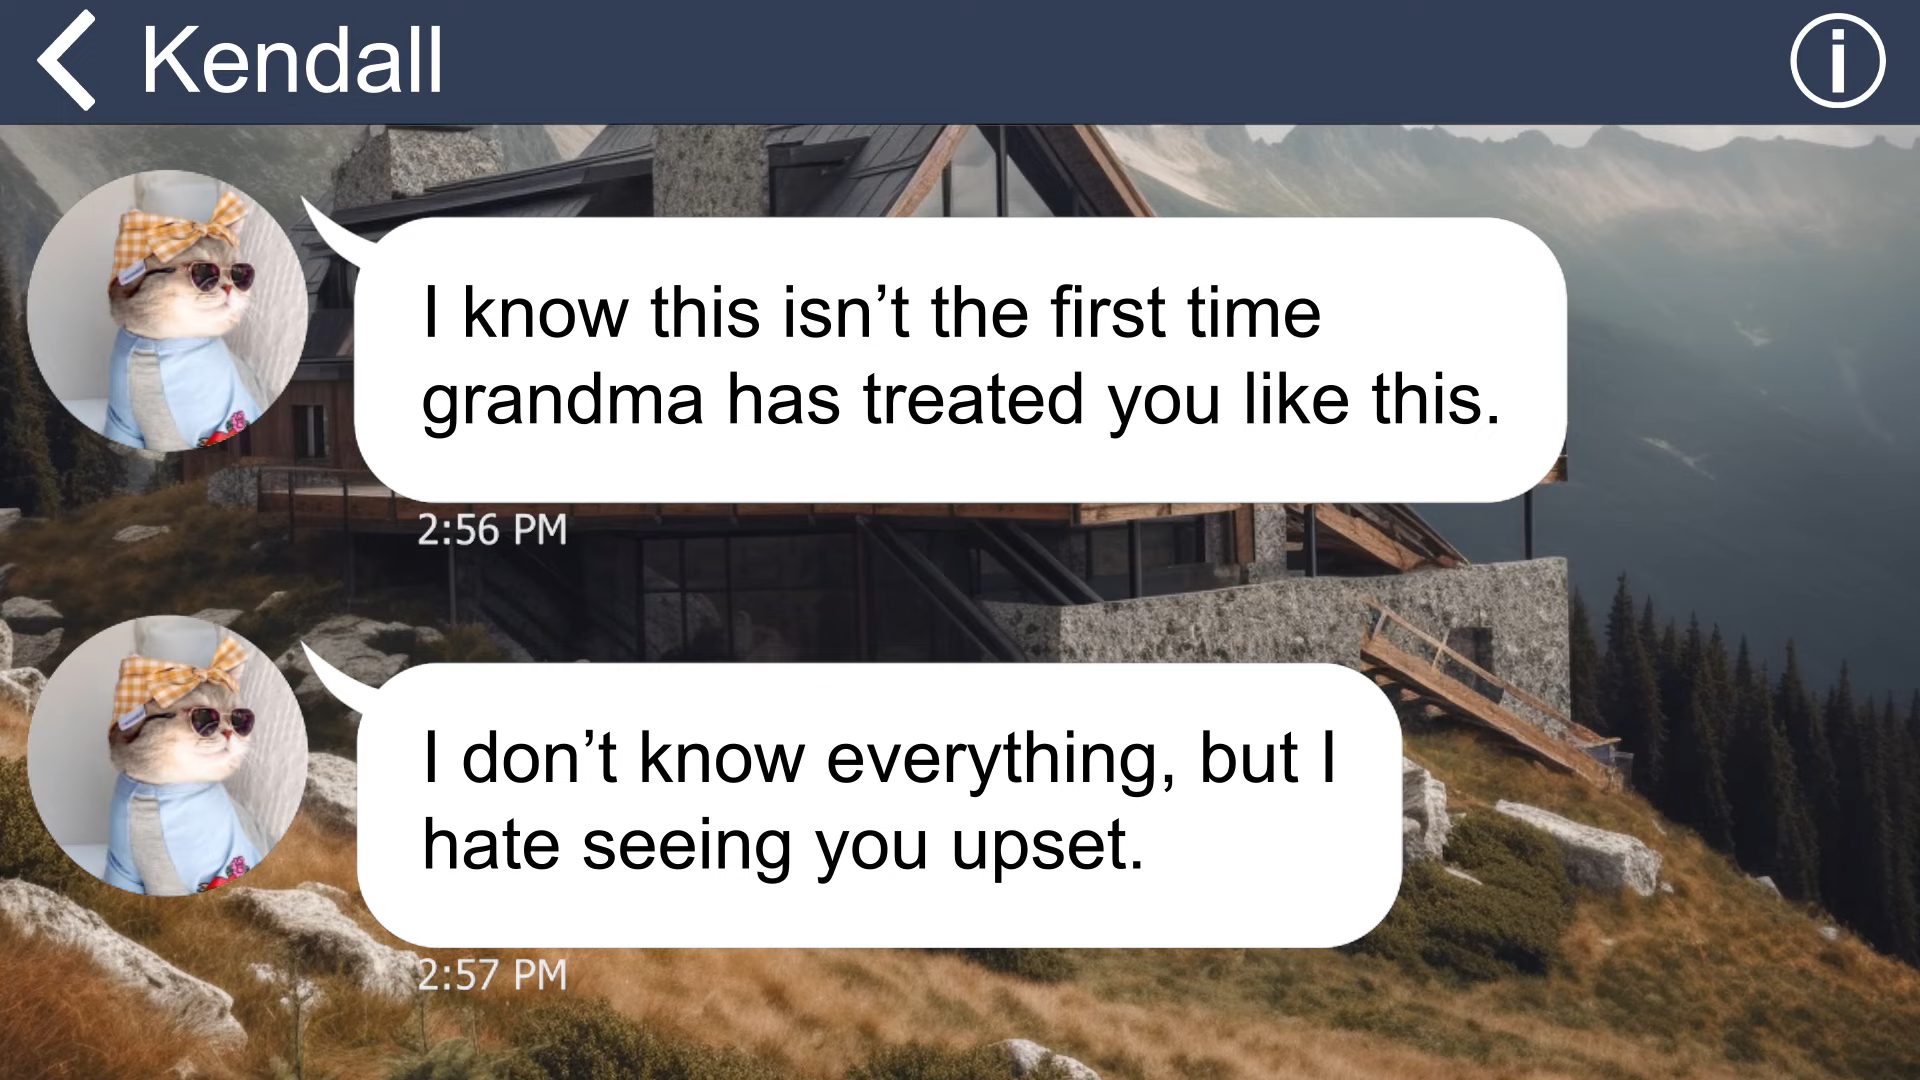 Kendall
I know this isn’t the first time
grandma has treated you like this.
2:56 PM
I don’t know everything, but I
hate seeing you upset.
2:57 PM